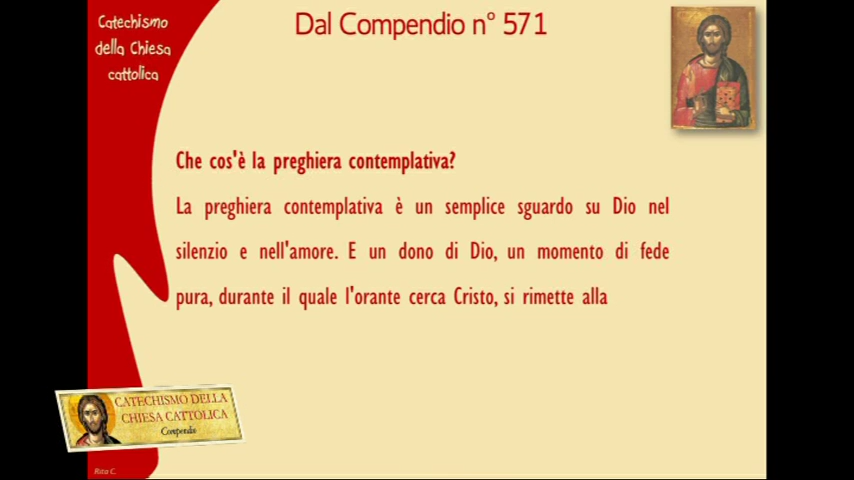 Catechismo
della Chiesa
cattolica
Dal Compendio n° 571
Che cos'è la preghiera contemplativa?
La preghiera contemplativa è un semplice sguardo su Dio nel
silenzio e nell'amore. E un dono di Dio, un momento di fede
pura, durante il quale l'orante cerca Cristo, si rimette alla
CATECHISMO DELLA
CHIESA CATTOLICA
Compendio
Rita C.